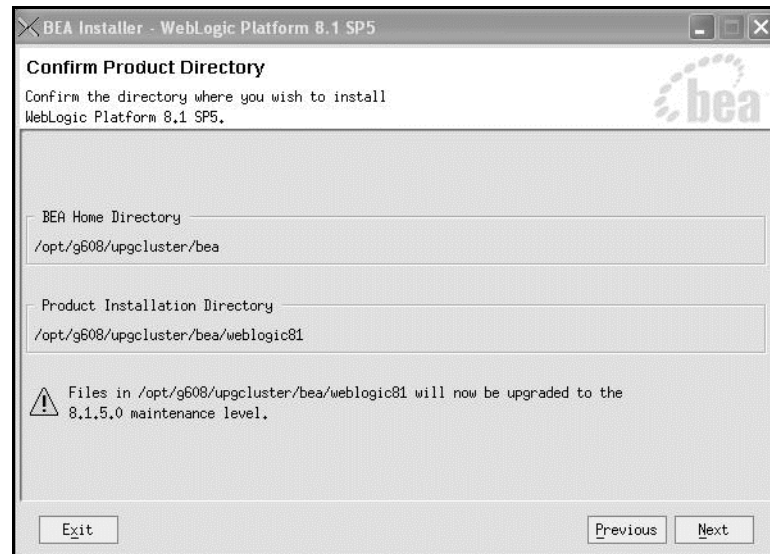 BEA Installer - WebLogic Platform 8.1 SP5
Confirm Product Directory
Confirm the directory where you wish to install
WebLogic Platform 8.1 SP5.
bea
BEA Home Directory
/opt/g608/upgcluster/bea
Product Installation Directory
/opt/g608/upgcluster/bea/weblogic81
Files in /opt/g608/upgcluster/bea/weblogic81 will now be upgraded to the
8.1.5.0 maintenance level.
Exit
Previous
Next